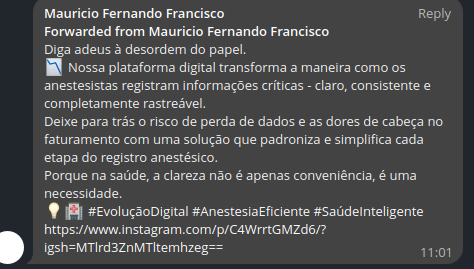 Mauricio Fernando Francisco Reply
Forwarded from Mauricio Fernando Francisco
Diga adeus à desordem do papel.
📉 Nossa plataforma digital transforma a maneira como os
anestesistas registram informações críticas - claro, consistente e
completamente rastreável.
Deixe para trás o risco de perda de dados e as dores de cabeça no
faturamento com uma solução que padroniza e simplifica cada
etapa do registro anestésico.
Porque na saúde, a clareza não é apenas conveniência, é uma
necessidade.
💡🏥 #EvoluçãoDigital #AnestesiaEficiente #SaúdeInteligente
https://www.instagram.com/p/C4WrrtGMZd6/?
igsh=MTlrd3ZnMTltemhzeg==
11:01